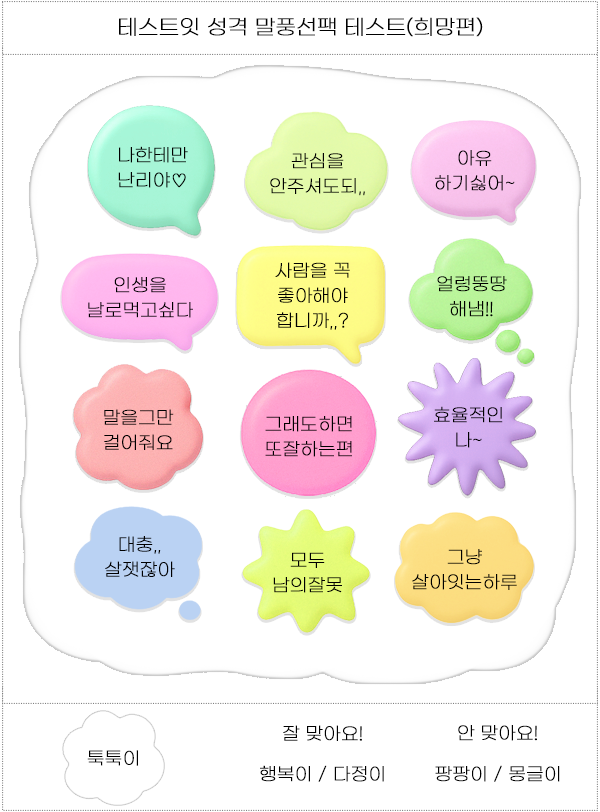 테스트잇 성격 말풍선팩 테스트(희망편)
나한테만
난리야♡
관심을
안주셔도되,,
아유
하기싫어~
인생을
날로먹고싶다
사람을 꼭
좋아해야
합니까,,?
얼렁뚱땅
해냄!!
말을그만
걸어줘요
그래도하면
또잘하는편
효율적인
나~
대충,,
살잿잖아
모두
남의잘못
그냥
살아잇는하루
툭툭이
잘 맞아요!
행복이 / 다정이
안 맞아요!
팡팡이 / 몽글이